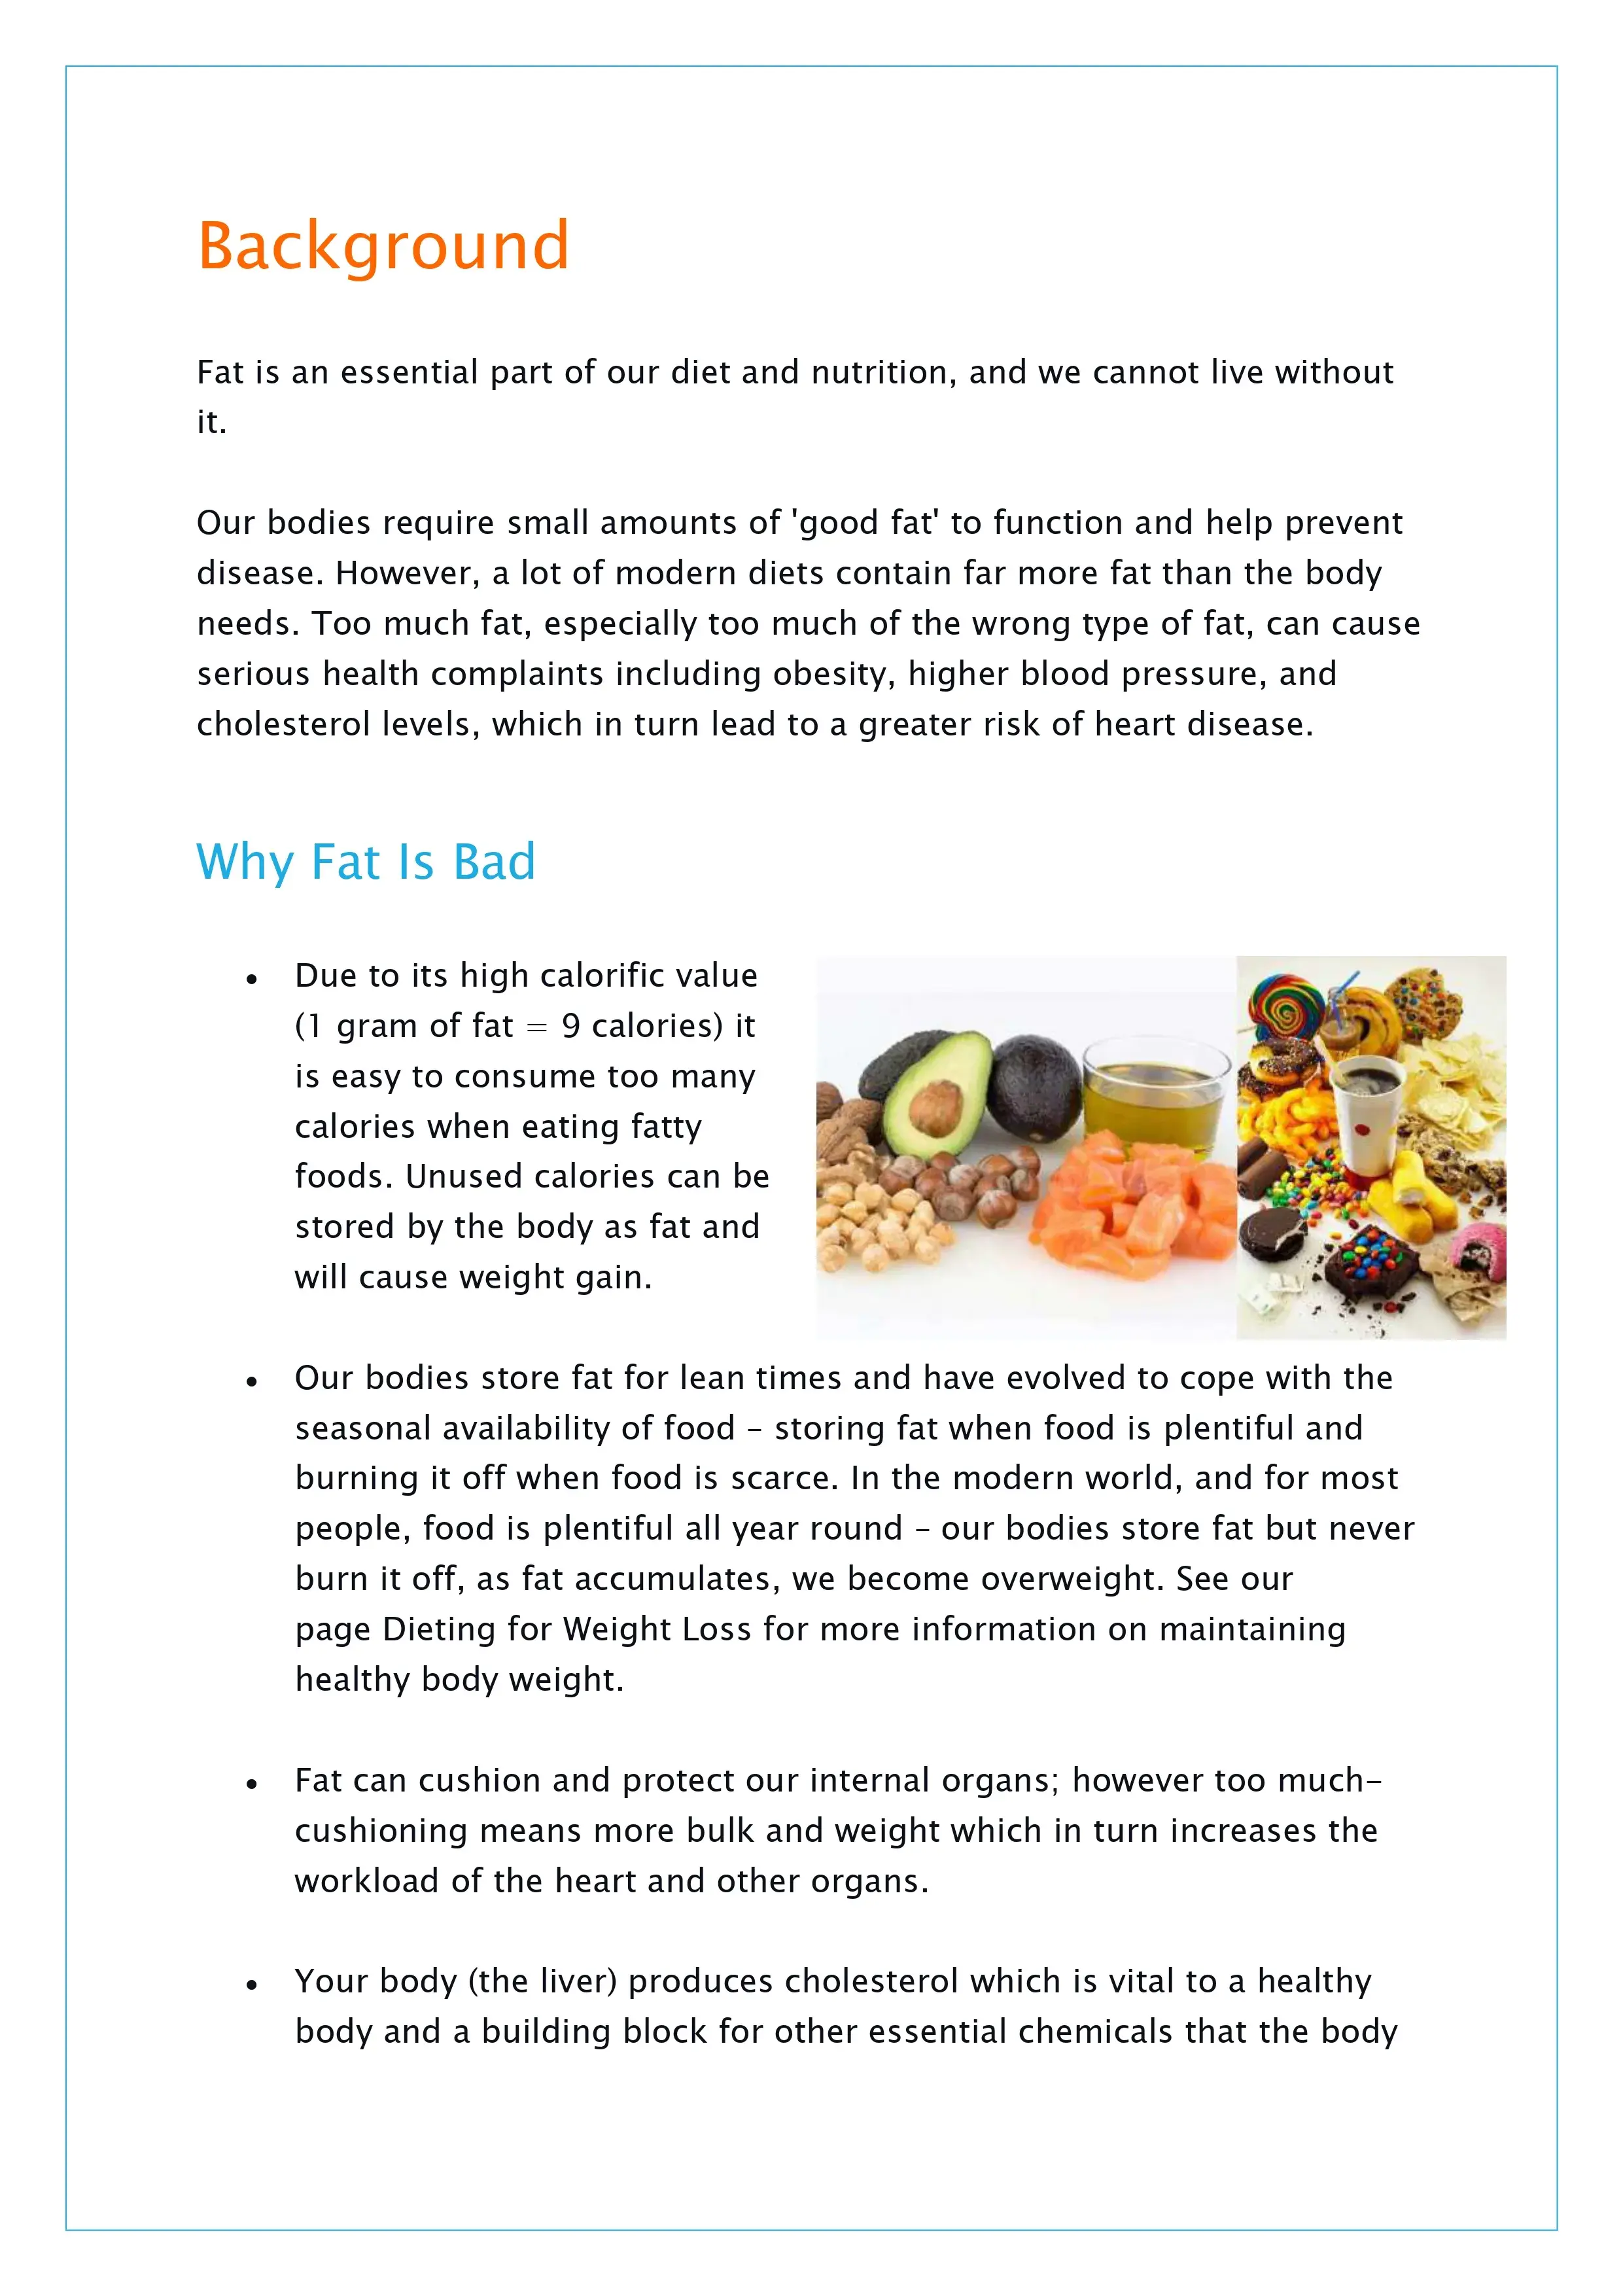 Background
Fat is an essential part of our diet and nutrition, and we cannot live without
it.
Our bodies require small amounts of 'good fat' to function and help prevent
disease. However, a lot of modern diets contain far more fat than the body
needs. Too much fat, especially too much of the wrong type of fat, can cause
serious health complaints including obesity, higher blood pressure, and
cholesterol levels, which in turn lead to a greater risk of heart disease.
Why Fat Is Bad
• Due to its high calorific value
(1 gram of fat = 9 calories) it
is easy to consume too many
calories when eating fatty
foods. Unused calories can be
stored by the body as fat and
will cause weight gain.
• Our bodies store fat for lean times and have evolved to cope with the
seasonal availability of food – storing fat when food is plentiful and
burning it off when food is scarce. In the modern world, and for most
people, food is plentiful all year round – our bodies store fat but never
burn it off, as fat accumulates, we become overweight. See our
page Dieting for Weight Loss for more information on maintaining
healthy body weight.
• Fat can cushion and protect our internal organs; however too much-
cushioning means more bulk and weight which in turn increases the
workload of the heart and other organs.
• Your body (the liver) produces cholesterol which is vital to a healthy
body and a building block for other essential chemicals that the body